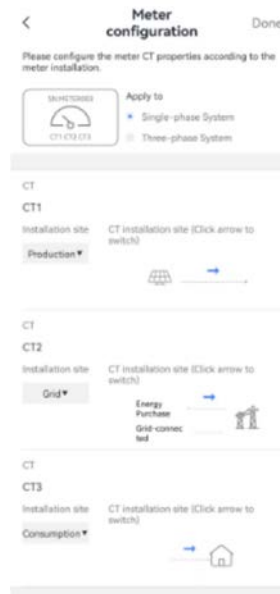 Meter
configuration
Done
Please configure the meter CT properties according to the
meter installation.
CT1 CT2 CT3
Apply to
Single-phase System
Three-phase System
CT
CT1
Installation site
CT installation site (Click arrow to
switch)
Production
CT
CT2
Installation site
CT installation site (Click arrow to
switch)
Grid
Energy
Purchase
Grid-connec
ted
CT
CT3
Installation site
CT installation site (Click arrow to
switch)
Consumption